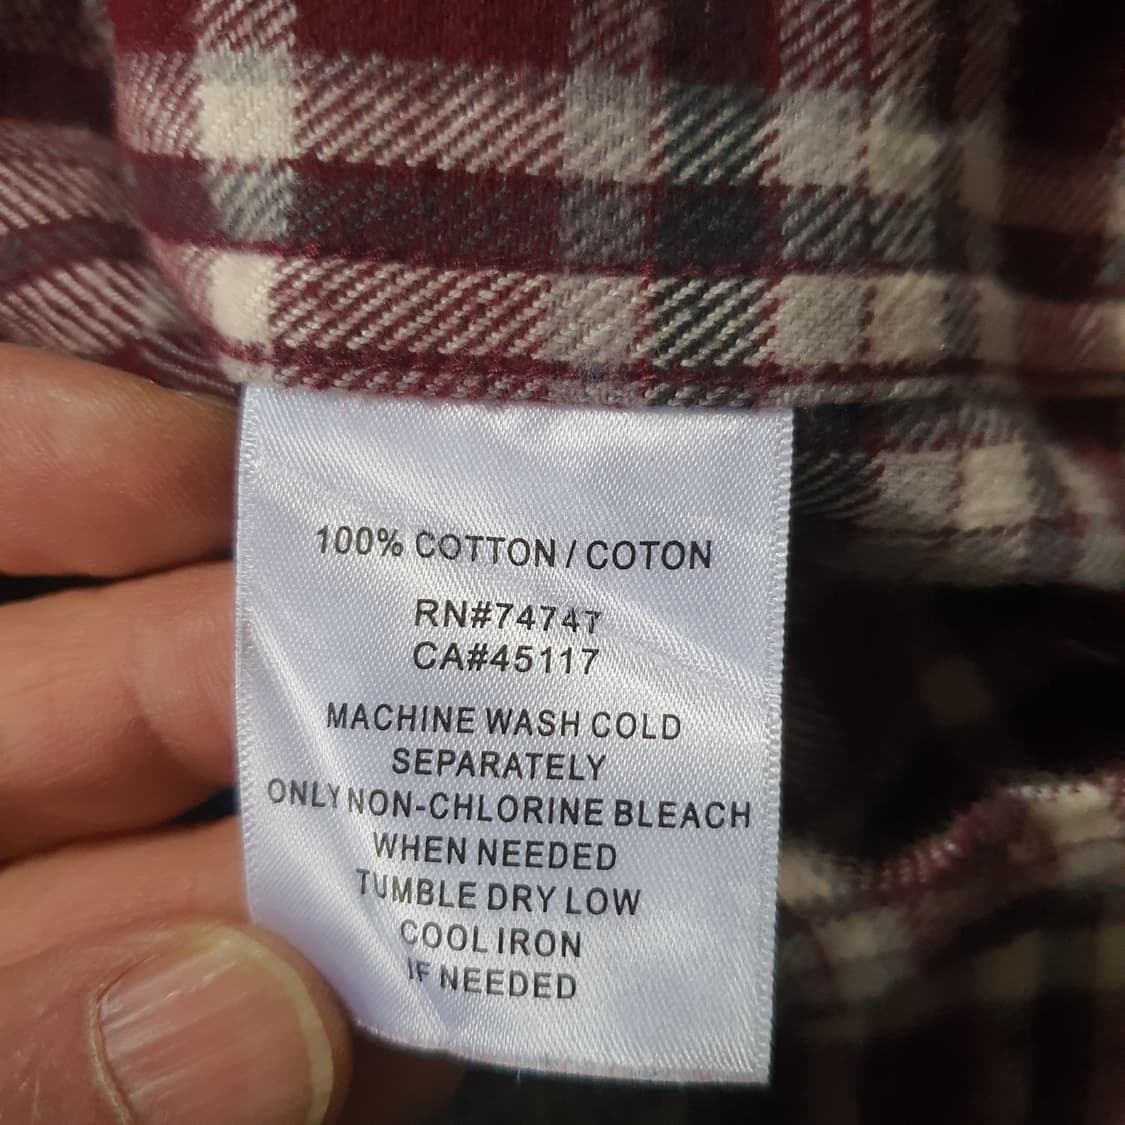 100% COTTON / COTON
RN#74747
CA#45117
MACHINE WASH COLD
SEPARATELY
ONLY NON-CHLORINE BLEACH
WHEN NEEDED
TUMBLE DRY LOW
COOL IRON
IF NEEDED